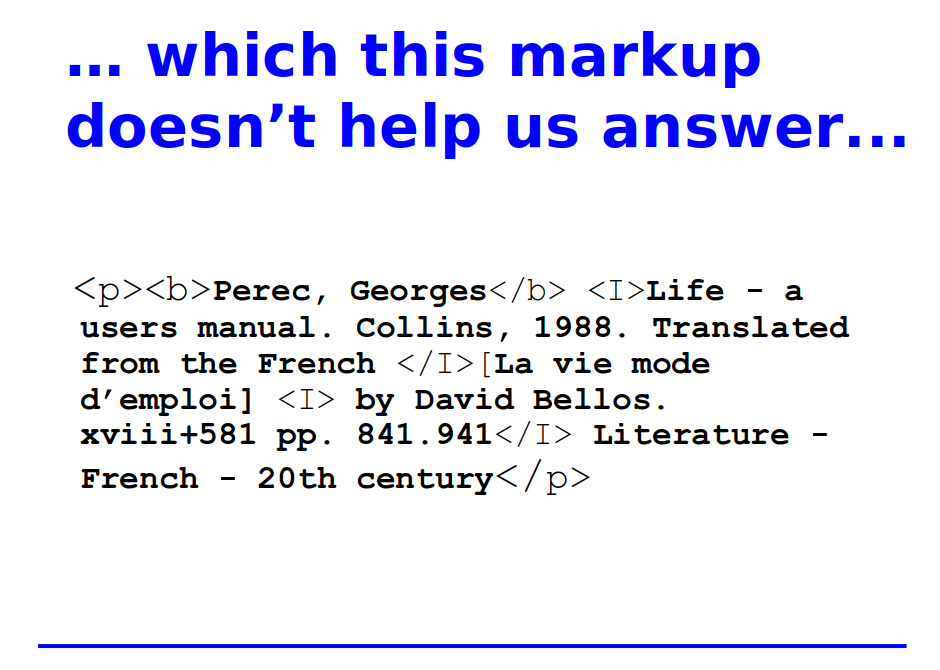 … which this markup
doesn’t help us answer...
<p><b>Perec, Georges</b> <I>Life - a
users manual. Collins, 1988. Translated
from the French </I>[La vie mode
d’emploi] <I> by David Bellos.
xviii+581 pp. 841.941</I> Literature -
French - 20th century</p>